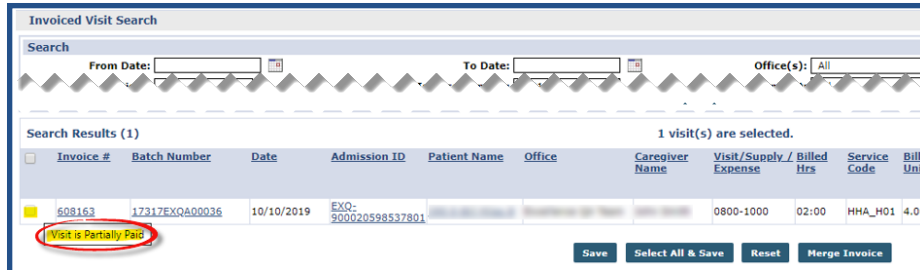 Invoiced Visit Search
Search
From Date: To Date: Office(s): All
Search Results (1) 1 visit(s) are selected.
Invoice # Batch Number Date Admission ID Patient Name Office Caregiver Name Visit/Supply / Expense Billed Hrs Service Code
608163 17317EXQA00036 10/10/2019 EXQ-900020598537801 0800-1000 02:00 HHA_H01 4.0
Visit is Partially Paid
Save Select All & Save Reset Merge Invoice